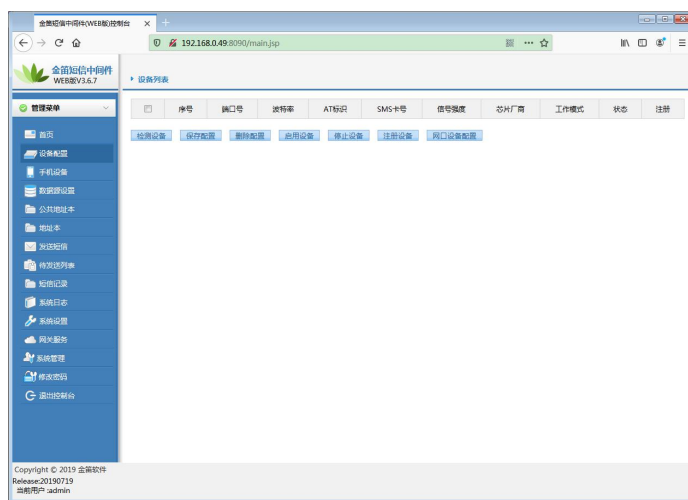 金笛短信中间件(WEB版)控制台
192.168.0.49:8090/main.jsp
金笛短信中间件
WEB版V3.6.7
设备列表
管理菜单
序号 端口号 波特率 AT标识 SMS卡号 信号强度 芯片厂商 工作模式 状态 注册
检测设备 保存配置 删除配置 启用设备 停止设备 注册设备 网口设备配置
首页
设备配置
手机设备
数据源设置
公共地址本
地址本
发送短信
待发送列表
短信记录
系统日志
系统设置
网关服务
系统管理
修改密码
退出控制台
Copyright © 2019 金笛软件
Release:20190719
当前用户 :admin